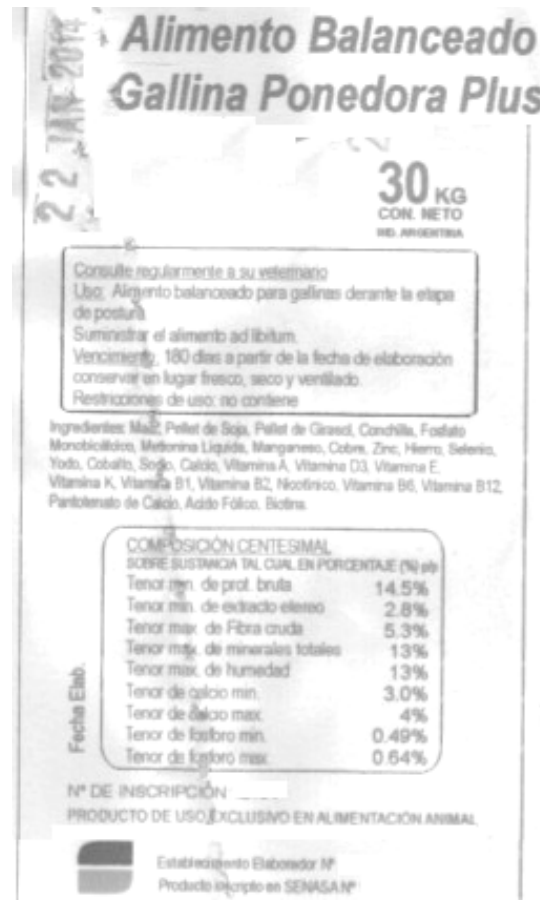 22 JAN 2014
Alimento Balanceado
Gallina Ponedora Plus
30 KG
CON. NETO
IND. ARGENTINA
Consulte regularmente a su veterinario
Uso: Alimento balanceado para gallinas derante la etapa
de postura
Suministrar el alimento ad libitum.
Vencimiento, 180 dias a partir de la fecha de elaboración
conservar en lugar fresco, seco y ventilado.
Restricciones de uso: no contiene
Ingredientes: Maiz, Pellet de Soja, Pellet de Girasol, Conchilla, Fosfato
Monobicálcico, Metionina Liquida, Manganeso, Cobre, Zinc, Hierro, Selenio,
Yodo, Cobalto, Sodio, Calcio, Vitamina A, Vitamina D3, Vitamina E,
Vitamina K, Vitamina B1, Vitamina B2, Nicotínico, Vitamina B6, Vitamina B12,
Pantotenato de Calcio, Acido Fólico, Biotina.
COMPOSICIÓN CENTESIMAL
SOBRE SUSTANCIA TAL CUAL EN PORCENTAJE (%) p/p
Tenor min. de prot. bruta 14.5%
Tenor min. de extracto etereo 2.8%
Tenor max. de Fibra cruda 5.3%
Tenor max. de minerales totales 13%
Tenor max. de humedad 13%
Tenor de calcio min. 3.0%
Tenor de calcio max. 4%
Tenor de fosforo min. 0.49%
Tenor de fosforo max. 0.64%
Fecha Elab.
Nº DE INSCRIPCIÓN
PRODUCTO DE USO EXCLUSIVO EN ALIMENTACIÓN ANIMAL
Establecimiento Elaborador Nº
Producto inscripto en SENASA Nº